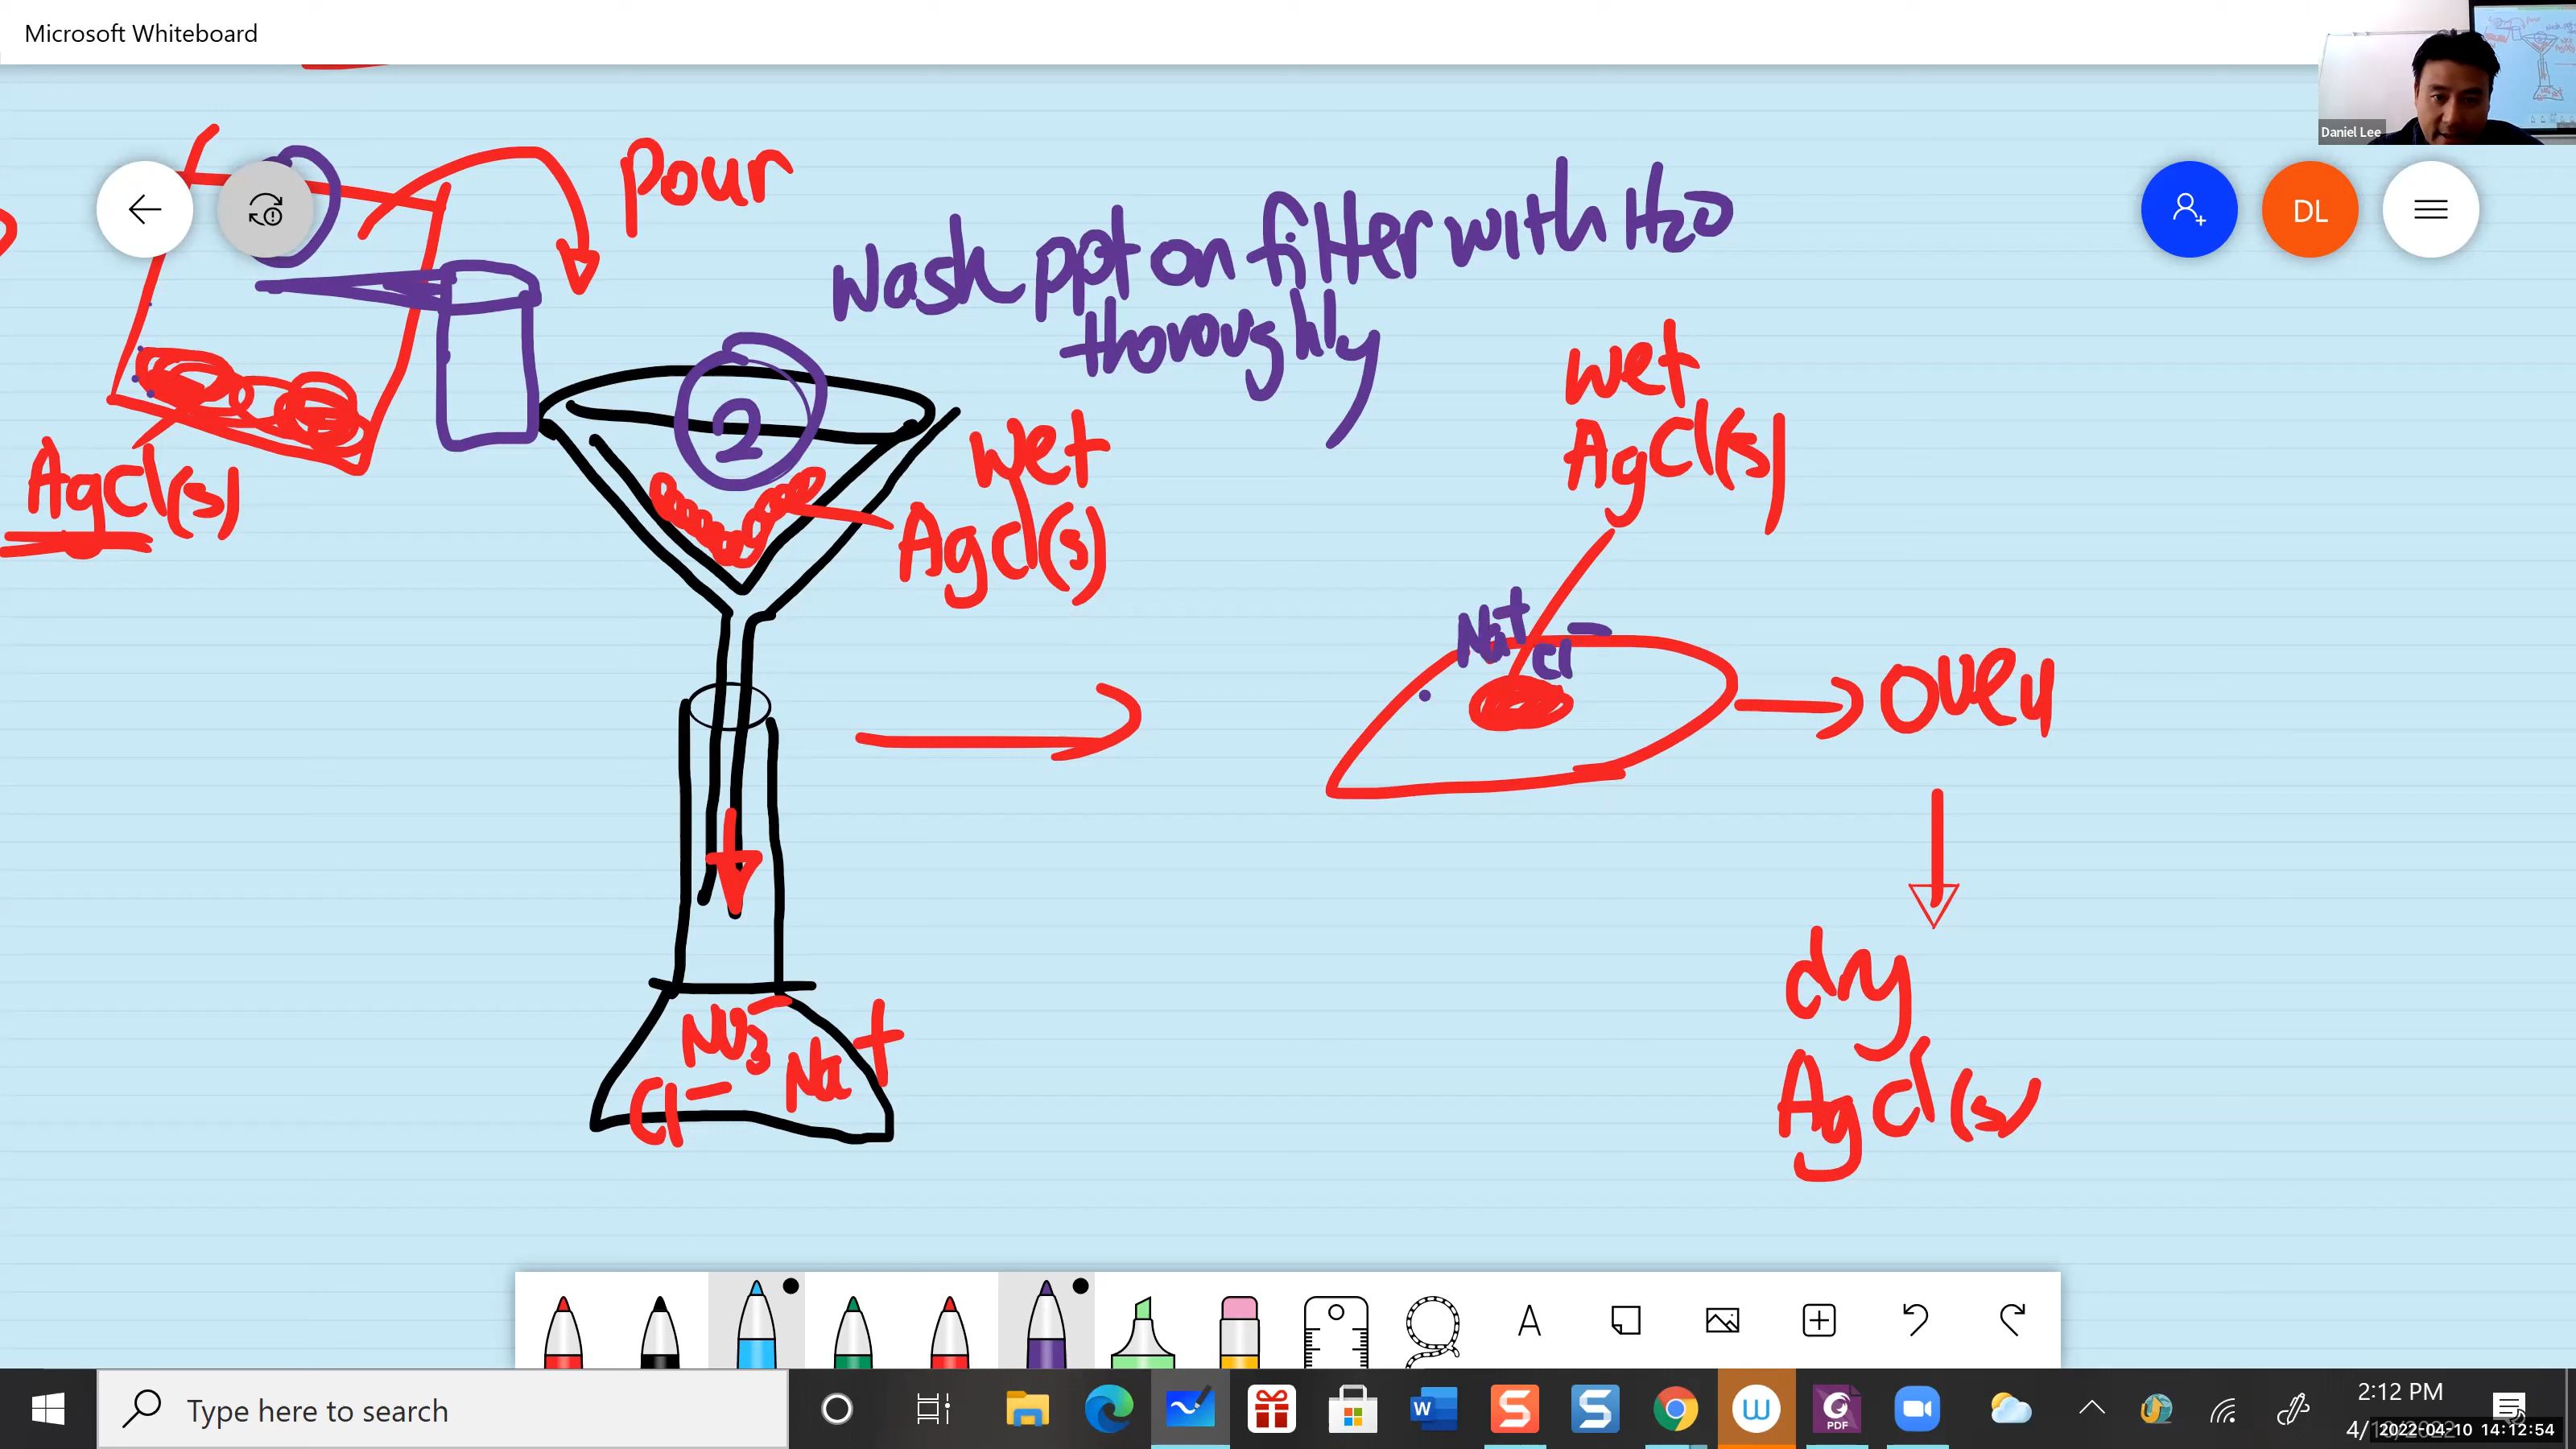 Microsoft Whiteboard
Daniel Lee
DL
Pour
Wash ppt on filter with H2O
thoroughly
2
wet
AgCl(s)
AgCl(s)
wet
AgCl(s)
Na+
Cl-
oven
NO3-
Na+
Cl-
dry
AgCl(s)
A
Type here to search
W
S
S
W
PDF
2:12 PM
2022-04-10 14:12:54